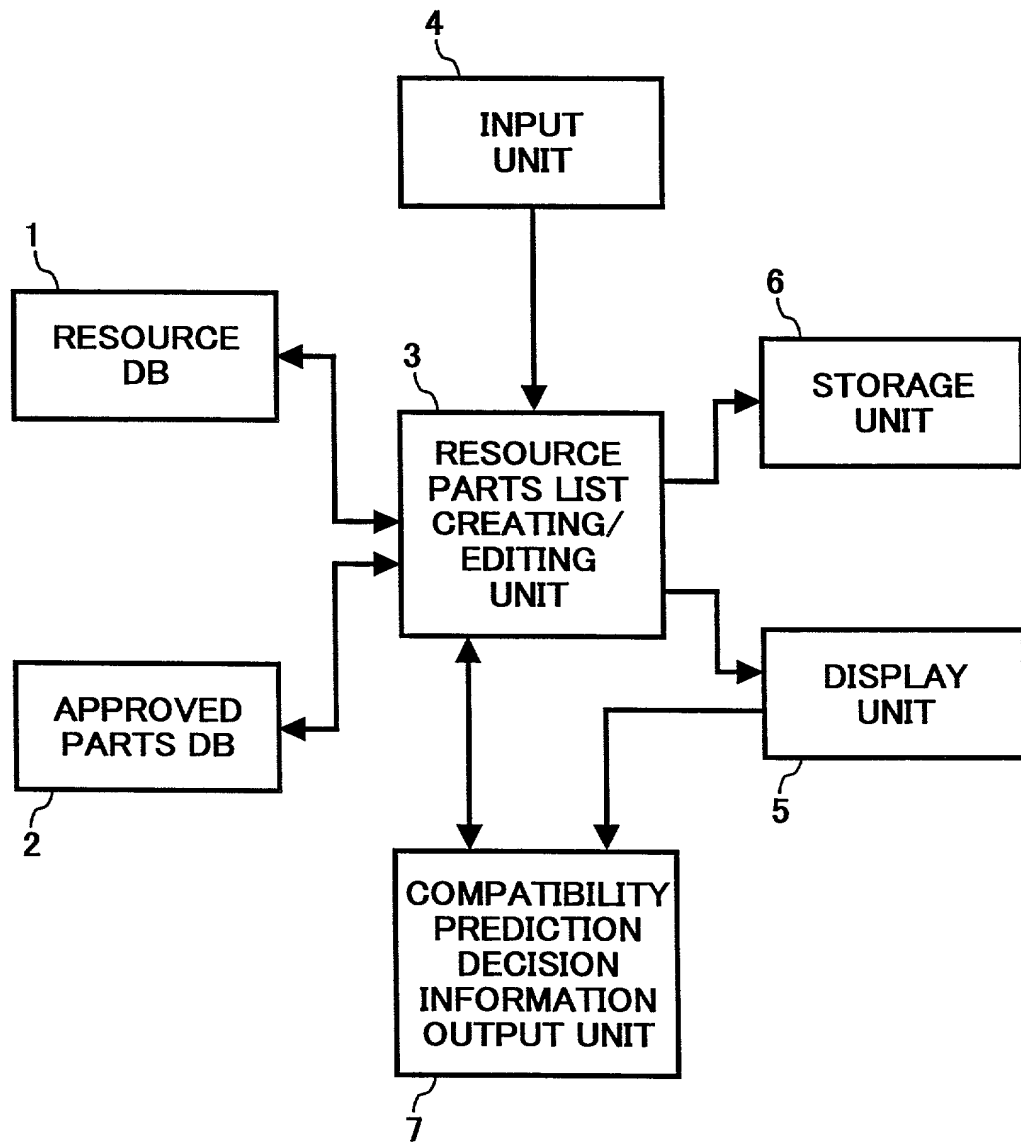 4
INPUT
UNIT
1
RESOURCE
DB
6
STORAGE
UNIT
3
RESOURCE
PARTS LIST
CREATING/
EDITING
UNIT
APPROVED
PARTS DB
2
DISPLAY
UNIT
5
COMPATIBILITY
PREDICTION
DECISION
INFORMATION
OUTPUT UNIT
7